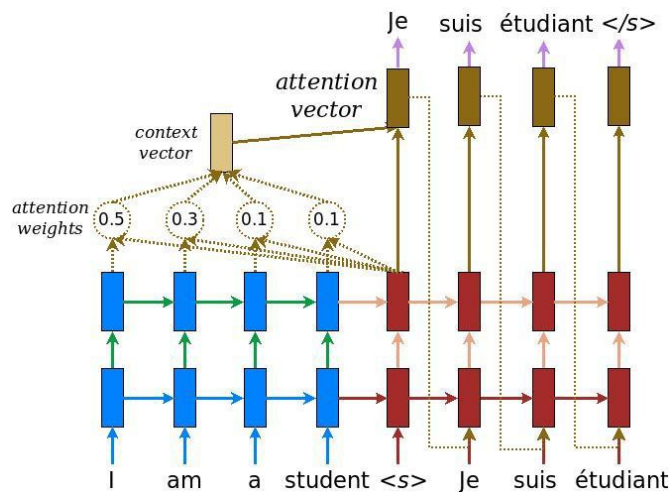 Je suis étudiant </s>
attention
vector
context
vector
attention
weights
0.5 0.3 0.1 0.1
I am a student <s> Je suis étudiant